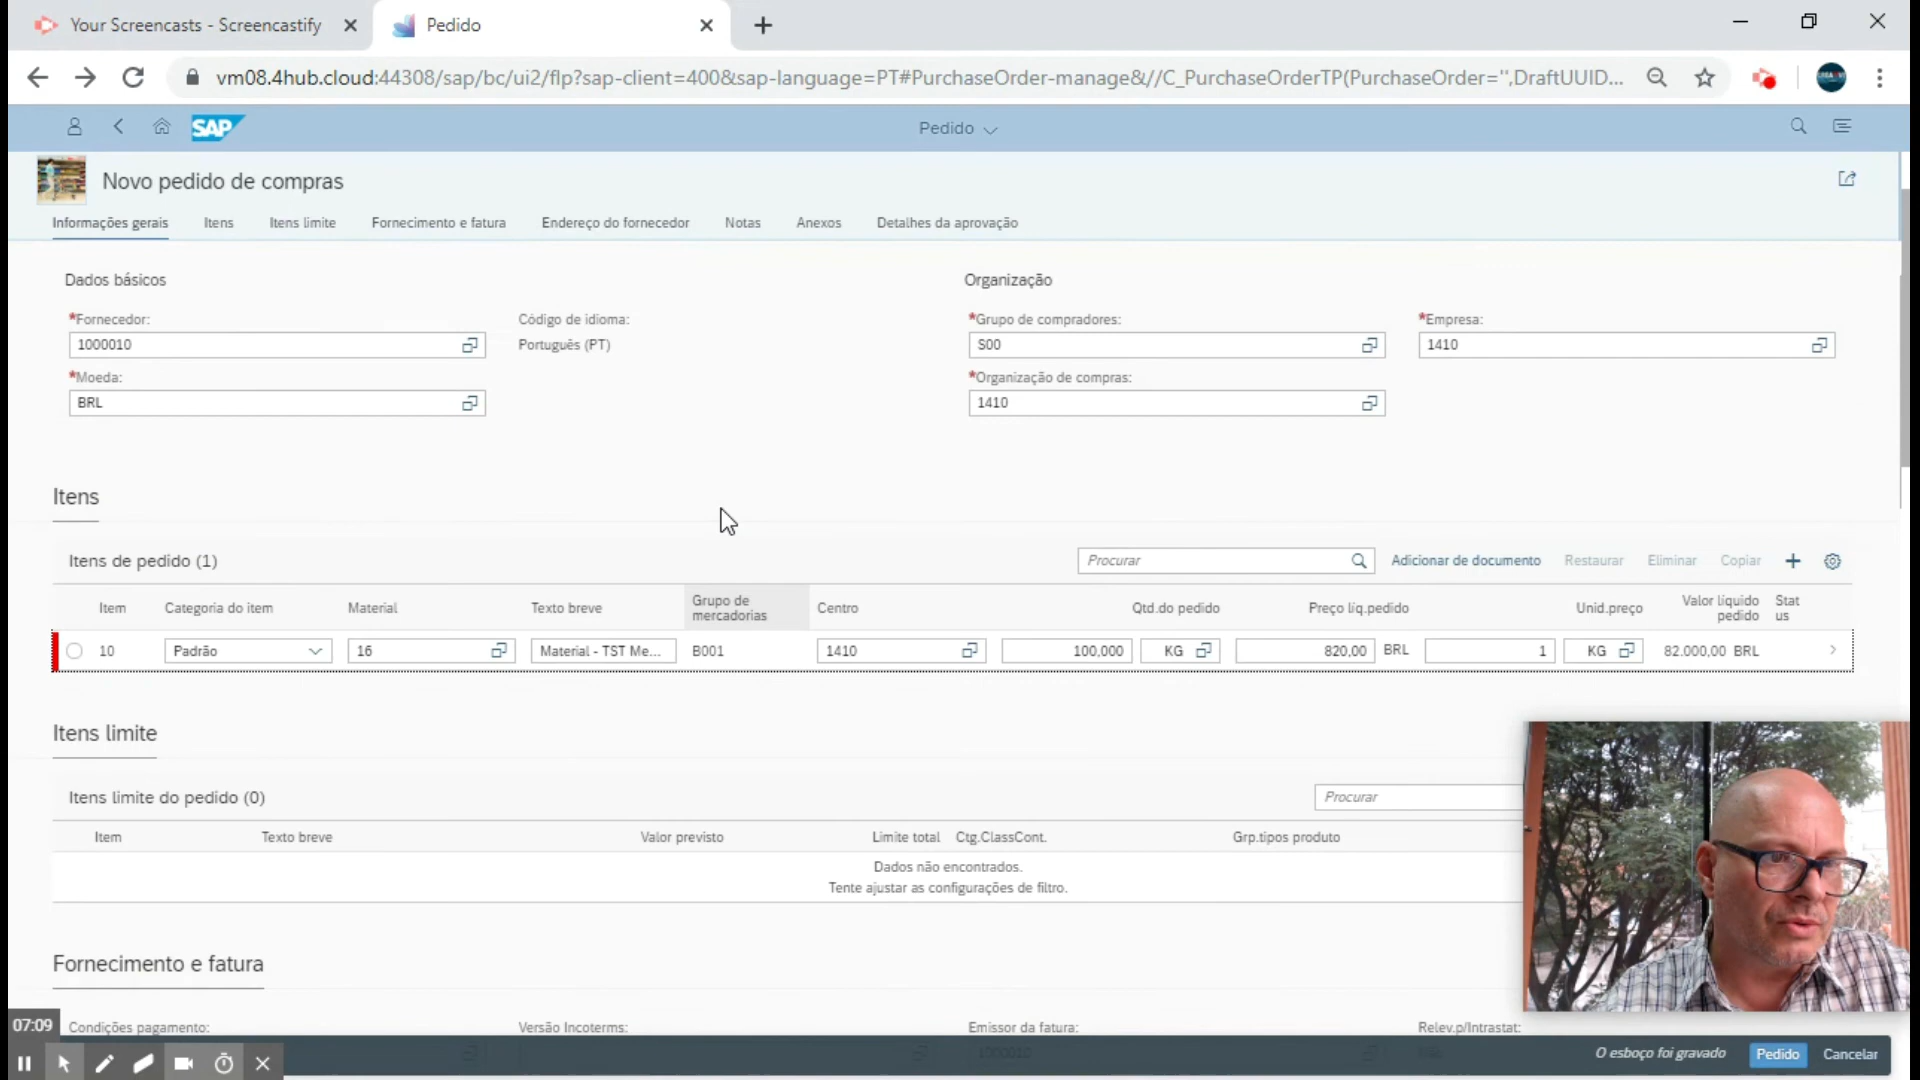 Your Screencasts - Screencastify
Pedido
vm08.4hub.cloud:44308/sap/bc/ui2/flp?sap-client=400&sap-language=PT#PurchaseOrder-manage&//C_PurchaseOrderTP(PurchaseOrder='',DraftUUID...
SAP
Pedido
Novo pedido de compras
Informações gerais Itens Itens limite Fornecimento e fatura Endereço do fornecedor Notas Anexos Detalhes da aprovação
Dados básicos Organização
*Fornecedor: Código de idioma: *Grupo de compradores: *Empresa:
1000010 Português (PT) S00 1410
*Moeda: *Organização de compras:
BRL 1410
Itens
Itens de pedido (1) Procurar Adicionar de documento Restaurar Eliminar Copiar
Item Categoria do item Material Texto breve Grupo de mercadorias Centro Qtd.do pedido Preço líq.pedido Unid.preço Valor líquido pedido Stat us
10 Padrão 16 Material - TST Me... B001 1410 100,000 KG 820,00 BRL 1 KG 82.000,00 BRL
Itens limite
Itens limite do pedido (0) Procurar
Item Texto breve Valor previsto Limite total Ctg.ClassCont. Grp.tipos produto
Dados não encontrados.
Tente ajustar as configurações de filtro.
Fornecimento e fatura
07:09
Condições pagamento: Versão Incoterms: Emissor da fatura: Relev.p/Intrastat:
1000010
O esboço foi gravado Pedido Cancelar